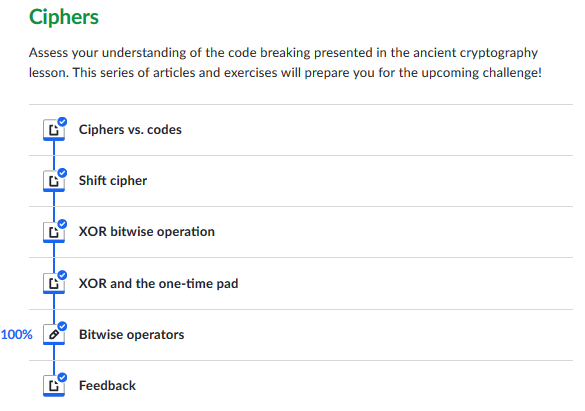 Ciphers
Assess your understanding of the code breaking presented in the ancient cryptography
lesson. This series of articles and exercises will prepare you for the upcoming challenge!
Ciphers vs. codes
Shift cipher
XOR bitwise operation
XOR and the one-time pad
100% Bitwise operators
Feedback